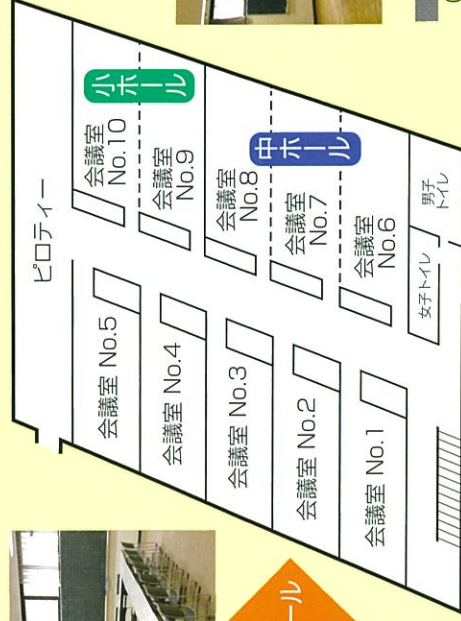 ピロティー
会議室 No.5
会議室 No.4
会議室 No.3
会議室 No.2
会議室 No.1
会議室
No.10
小
ホール
会議室
No.9
会議室
No.8
中
ホール
会議室
No.7
会議室
No.6
女子トイレ
男子
トイレ
ール